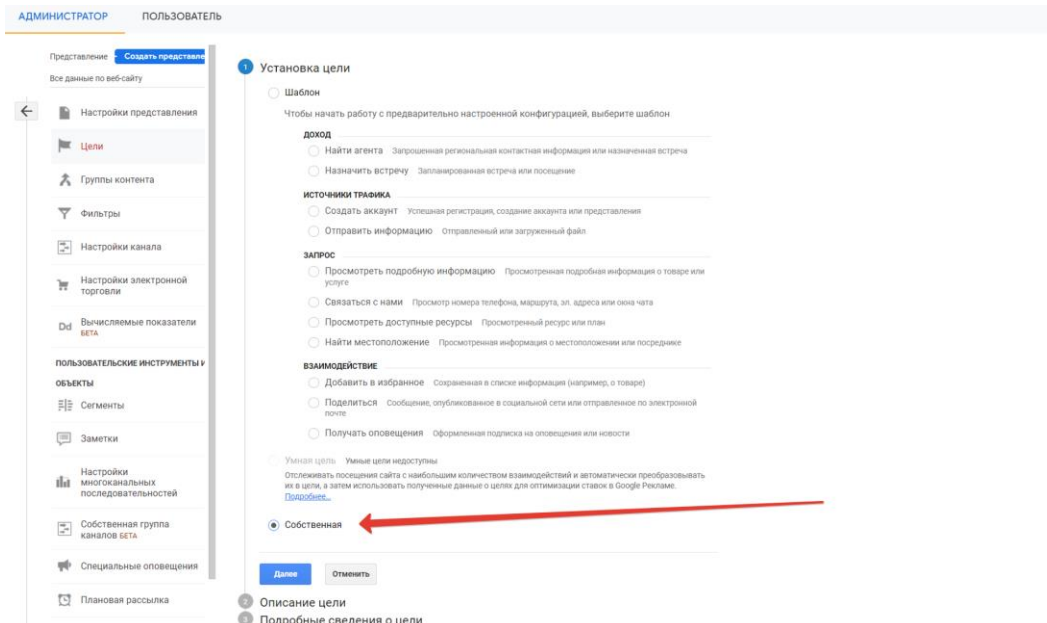 АДМИНИСТРАТОР ПОЛЬЗОВАТЕЛЬ
Представление Создать представле
Все данные по веб-сайту
Настройки представления
Цели
Группы контента
Фильтры
Настройки канала
Настройки электронной
торговли
Dd Вычисляемые показатели
БЕТА
ПОЛЬЗОВАТЕЛЬСКИЕ ИНСТРУМЕНТЫ И
ОБЪЕКТЫ
Сегменты
Заметки
Настройки
многоканальных
последовательностей
Собственная группа
каналов БЕТА
Специальные оповещения
Плановая рассылка
1 Установка цели
Шаблон
Чтобы начать работу с предварительно настроенной конфигурацией, выберите шаблон
ДОХОД
Найти агента Запрошенная региональная контактная информация или назначенная встреча
Назначить встречу Запланированная встреча или посещение
ИСТОЧНИКИ ТРАФИКА
Создать аккаунт Успешная регистрация, создание аккаунта или представления
Отправить информацию Отправленный или загруженный файл
ЗАПРОС
Просмотреть подробную информацию Просмотренная подробная информация о товаре или
услуге
Связаться с нами Просмотр номера телефона, маршрута, эл. адреса или окна чата
Просмотреть доступные ресурсы Просмотренный ресурс или план
Найти местоположение Просмотренная информация о местоположении или посреднике
ВЗАИМОДЕЙСТВИЕ
Добавить в избранное Сохраненная в списке информация (например, о товаре)
Поделиться Сообщение, опубликованное в социальной сети или отправленное по электронной
почте
Получать оповещения Оформленная подписка на оповещения или новости
Умная цель Умные цели недоступны
Отслеживать посещения сайта с наибольшим количеством взаимодействий и автоматически преобразовывать
их в цели, а затем использовать полученные данные о целях для оптимизации ставок в Google Рекламе.
Подробнее…
Собственная
Далее Отменить
2 Описание цели
3 Подробные сведения о цели